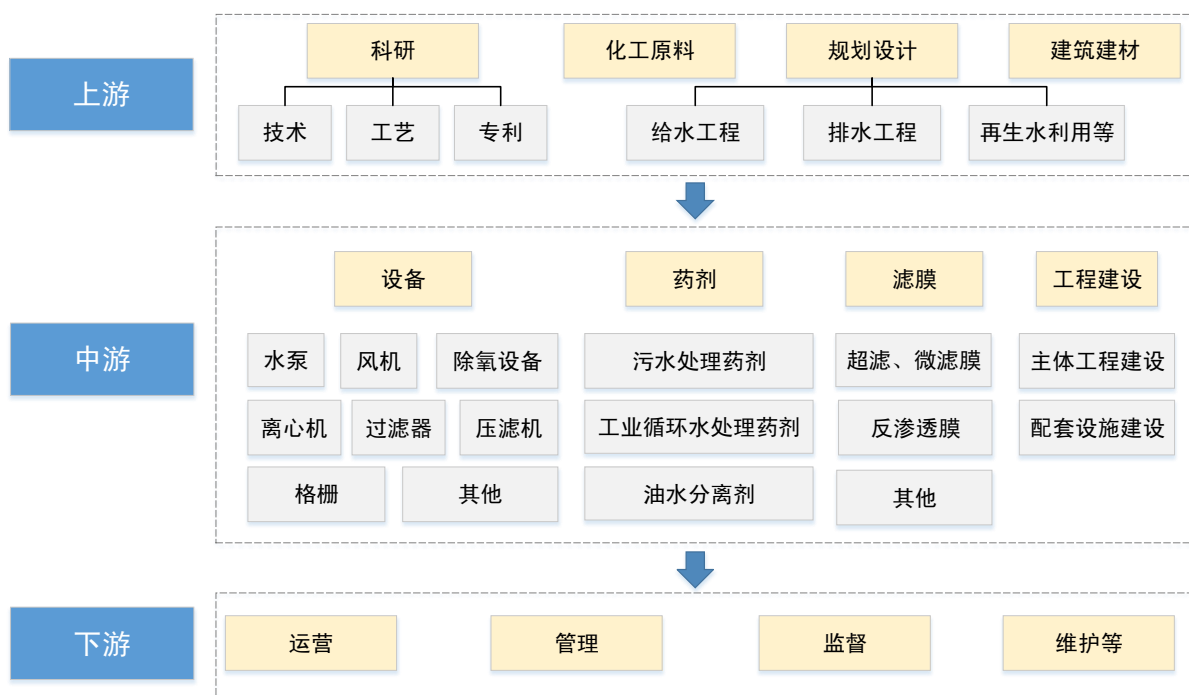 上游
科研
化工原料
规划设计
建筑建材
技术
工艺
专利
给水工程
排水工程
再生水利用等
中游
设备
药剂
滤膜
工程建设
水泵
风机
除氧设备
污水处理药剂
超滤、微滤膜
主体工程建设
离心机
过滤器
压滤机
工业循环水处理药剂
反渗透膜
配套设施建设
格栅
其他
油水分离剂
其他
下游
运营
管理
监督
维护等